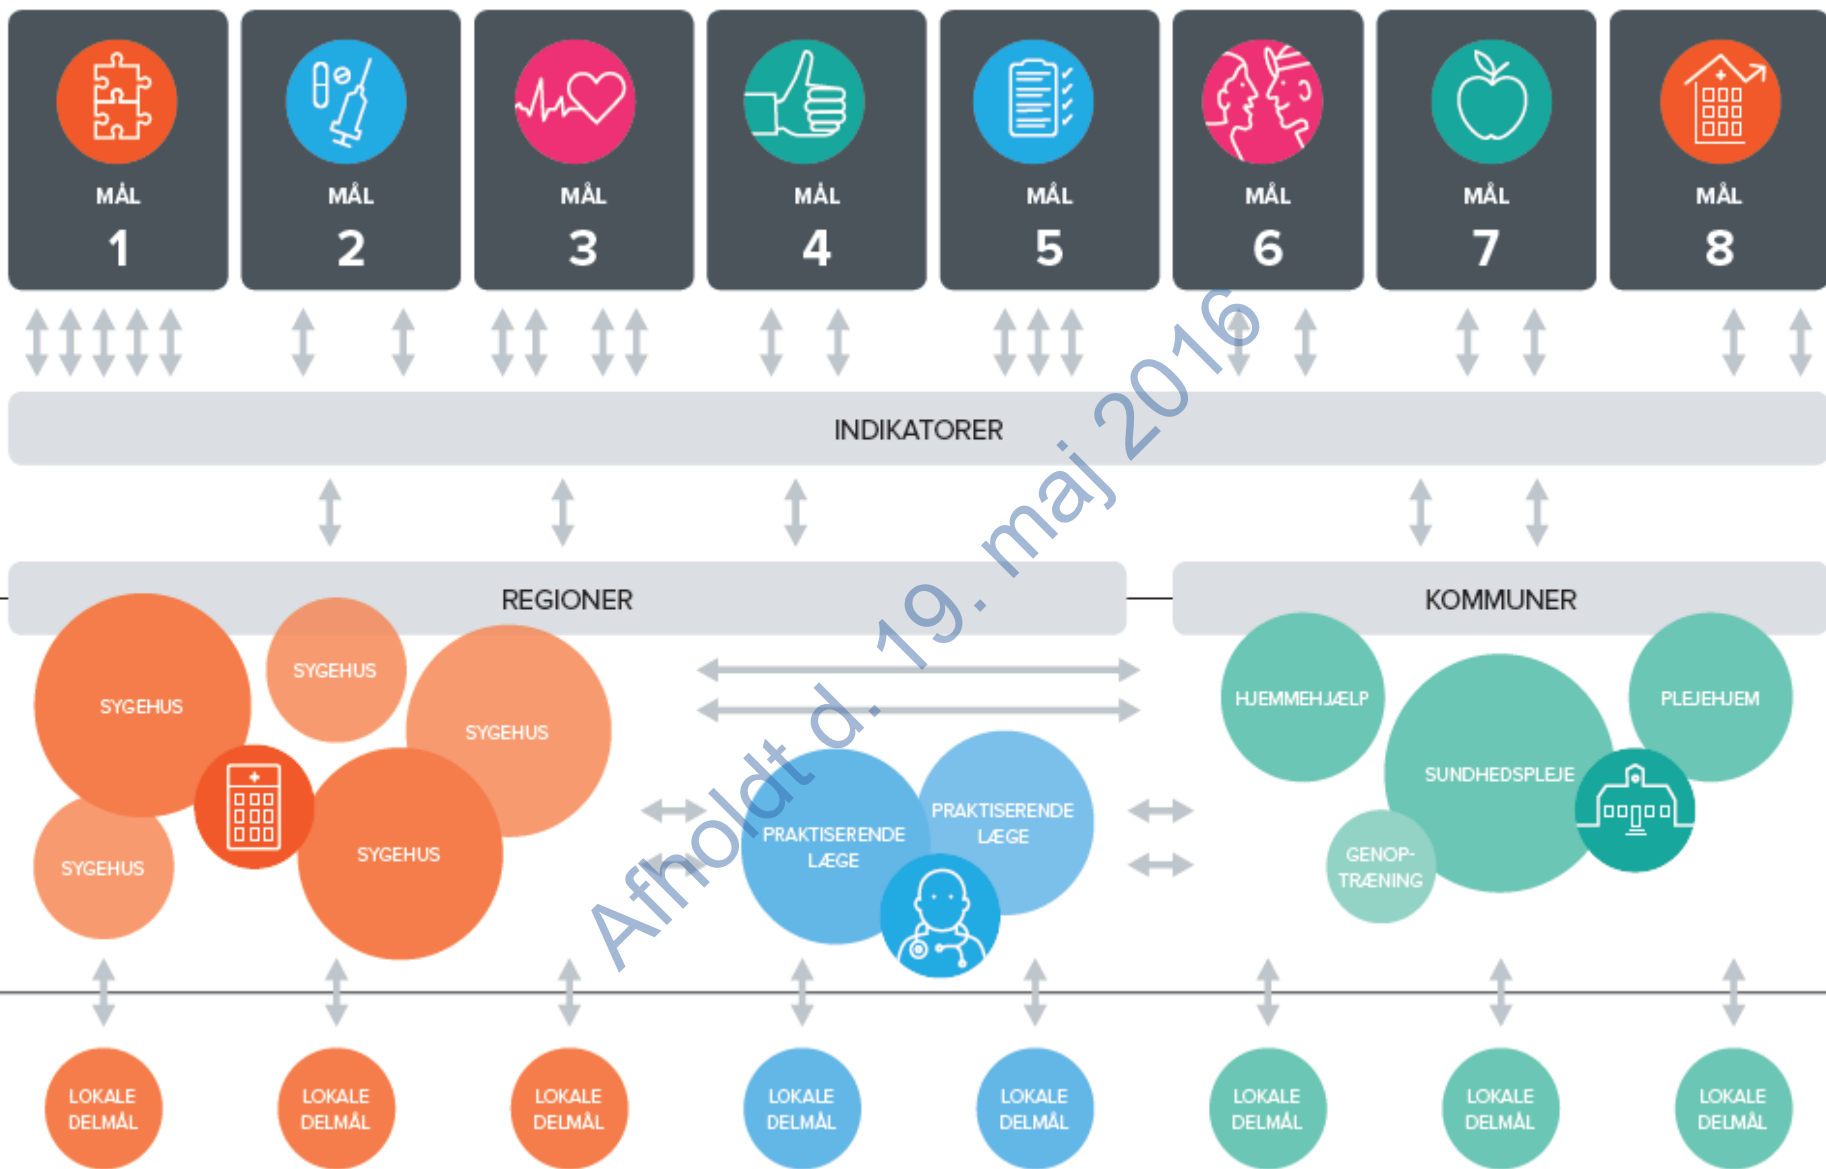 MÅL
1
MÅL
2
MÅL
3
MÅL
4
MÅL
5
MÅL
6
MÅL
7
MÅL
8
INDIKATORER
REGIONER
KOMMUNER
SYGEHUS
SYGEHUS
SYGEHUS
SYGEHUS
SYGEHUS
PRAKTISERENDE
LÆGE
PRAKTISERENDE
LÆGE
HJEMMEHJÆLP
SUNDHEDSPLEJE
PLEJEHJEM
GENOP-
TRÆNING
LOKALE
DELMÅL
LOKALE
DELMÅL
LOKALE
DELMÅL
LOKALE
DELMÅL
LOKALE
DELMÅL
LOKALE
DELMÅL
LOKALE
DELMÅL
LOKALE
DELMÅL
Afholdt d. 19. maj 2016